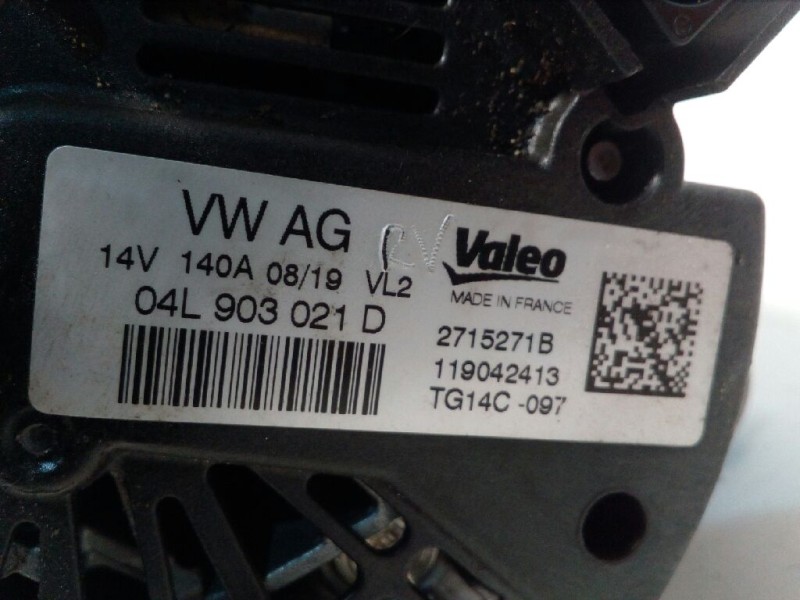 VW AG
14V 140A 08/19 VL2
04L 903 021 D
Valeo
MADE IN FRANCE
2715271B
119042413
TG14C -097